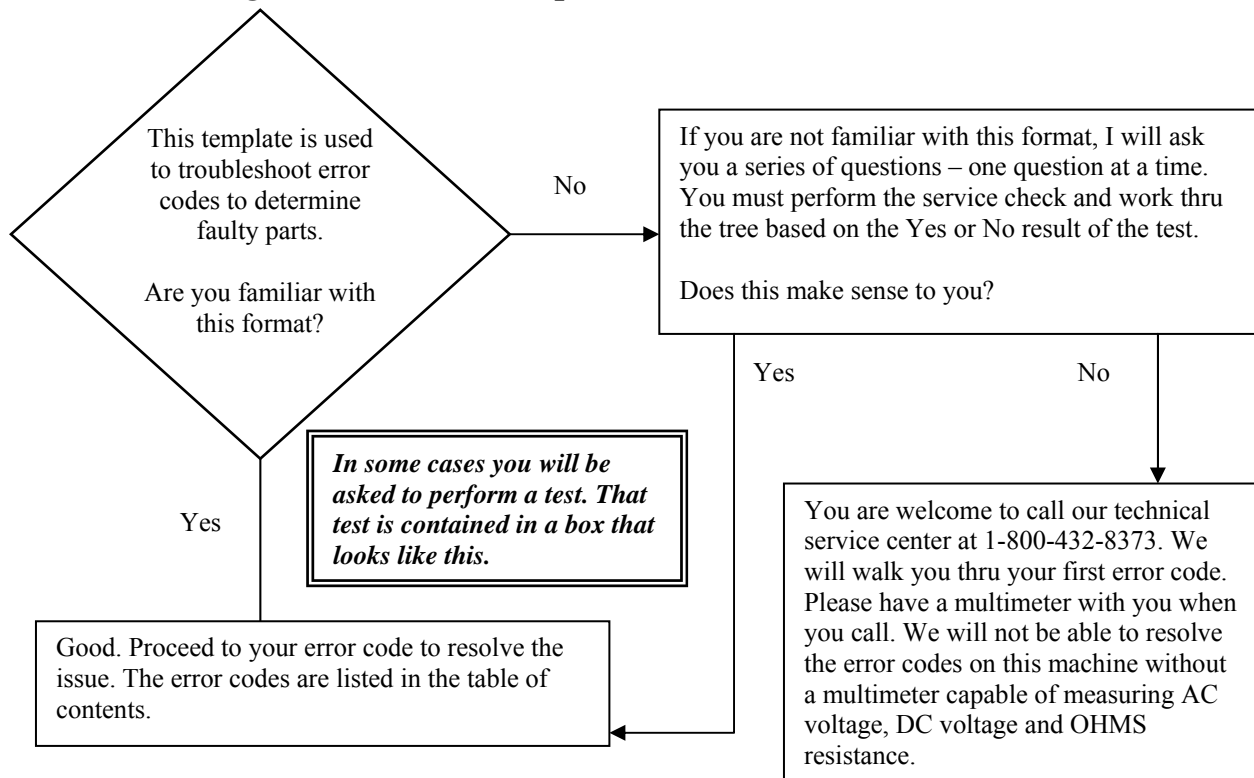 This template is used
to troubleshoot error
codes to determine
faulty parts.
Are you familiar with
this format?
No
If you are not familiar with this format, I will ask
you a series of questions – one question at a time.
You must perform the service check and work thru
the tree based on the Yes or No result of the test.
Does this make sense to you?
Yes
No
In some cases you will be
asked to perform a test. That
test is contained in a box that
looks like this.
Yes
Good. Proceed to your error code to resolve the
issue. The error codes are listed in the table of
contents.
You are welcome to call our technical
service center at 1-800-432-8373. We
will walk you thru your first error code.
Please have a multimeter with you when
you call. We will not be able to resolve
the error codes on this machine without
a multimeter capable of measuring AC
voltage, DC voltage and OHMS
resistance.